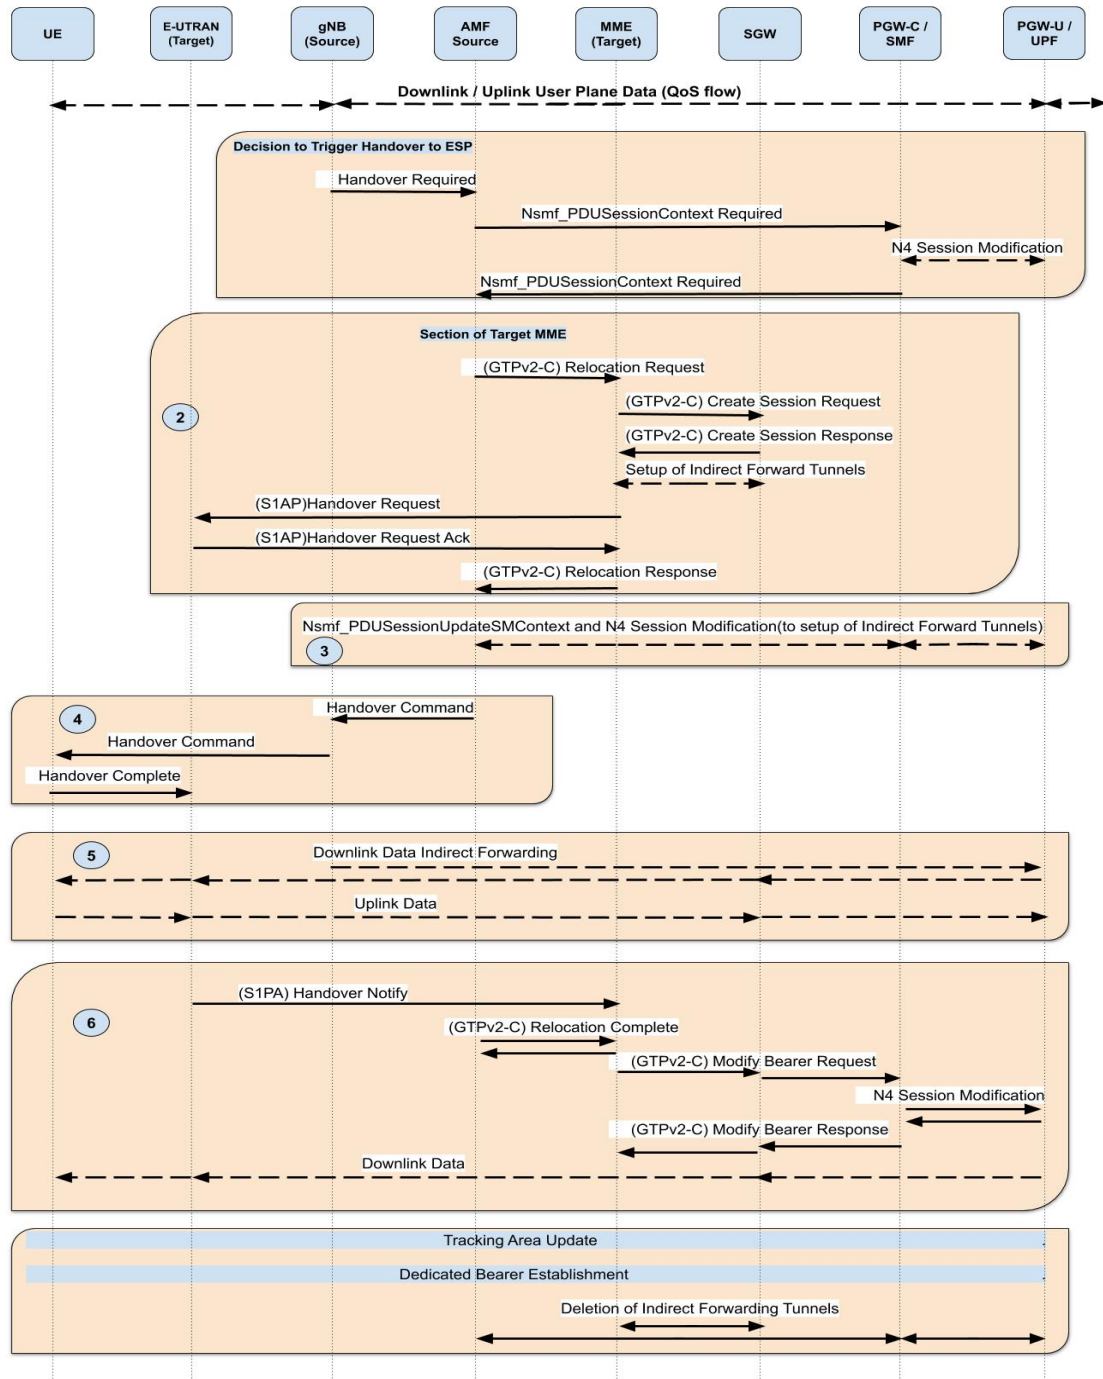 UE
E-UTRAN
(Target)
gNB
(Source)
AMF
Source
MME
(Target)
SGW
PGW-C /
SMF
PGW-U /
UPF
Downlink / Uplink User Plane Data (QoS flow)
Decision to Trigger Handover to ESP
Handover Required
Nsmf_PDUSessionContext Required
N4 Session Modification
Nsmf_PDUSessionContext Required
Section of Target MME
(GTPv2-C) Relocation Request
(GTPv2-C) Create Session Request
2
(GTPv2-C) Create Session Response
Setup of Indirect Forward Tunnels
(S1AP)Handover Request
(S1AP)Handover Request Ack
(GTPv2-C) Relocation Response
Nsmf_PDUSessionUpdateSMContext and N4 Session Modification(to setup of Indirect Forward Tunnels)
3
Handover Command
4
Handover Command
Handover Complete
5
Downlink Data Indirect Forwarding
Uplink Data
(S1PA) Handover Notify
6
(GTPv2-C) Relocation Complete
(GTPv2-C) Modify Bearer Request
N4 Session Modification
(GTPv2-C) Modify Bearer Response
Downlink Data
Tracking Area Update
Dedicated Bearer Establishment
Deletion of Indirect Forwarding Tunnels